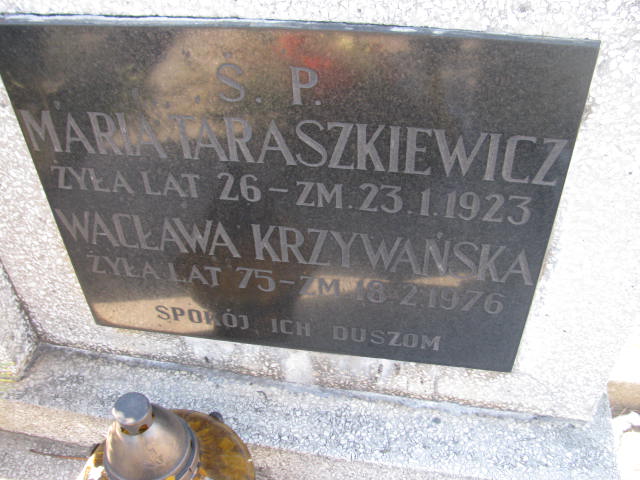 Ś. P.
MARIA TARASZKIEWICZ
ŻYŁA LAT 26 - ZM. 23.1.1923
WACŁAWA KRZYWAŃSKA
ŻYŁA LAT 75 - ZM 18-2.1976
SPOKÓJ ICH DUSZOM